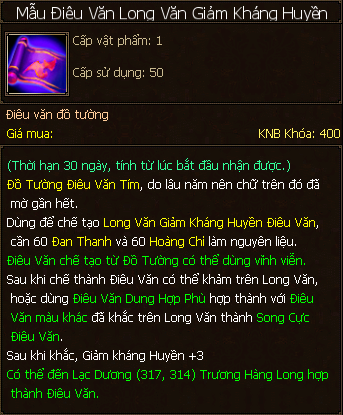 Mẫu Điêu Văn Long Văn Giảm Kháng Huyền
Cấp vật phẩm: 1
Cấp sử dụng: 50
Điêu văn đồ tường
Giá mua: KNB Khóa: 400
(Thời hạn 30 ngày, tính từ lúc bắt đầu nhận được.)
Đồ Tường Điêu Văn Tím, do lâu năm nên chữ trên đó đã
mờ gần hết.
Dùng để chế tạo Long Văn Giảm Kháng Huyền Điêu Văn,
cần 60 Đan Thanh và 60 Hoàng Chỉ làm nguyên liệu.
Điêu Văn chế tạo từ Đồ Tường có thể dùng vĩnh viễn.
Sau khi chế thành Điêu Văn có thể khảm trên Long Văn,
hoặc dùng Điêu Văn Dung Hợp Phù hợp thành với Điêu
Văn màu khác đã khắc trên Long Văn thành Song Cực
Điêu Văn.
Sau khi khắc, Giảm kháng Huyền +3
Có thể đến Lạc Dương (317, 314) Trương Hàng Long hợp
thành Điêu Văn.